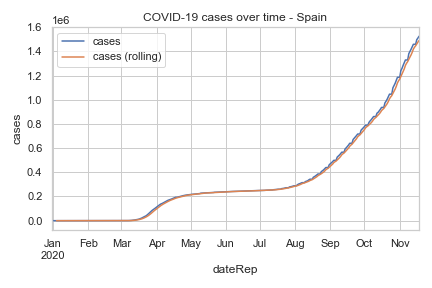 COVID-19 cases over time - Spain
1e6
cases
cases (rolling)
1.6
1.4
1.2
1.0
0.8
0.6
0.4
0.2
0.0
cases
Jan Feb Mar Apr May Jun Jul Aug Sep Oct Nov
2020
dateRep